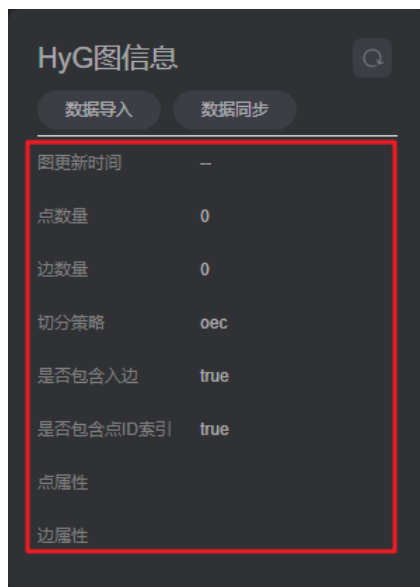 HyG图信息
数据导入 数据同步
图更新时间 --
点数量 0
边数量 0
切分策略 oec
是否包含入边 true
是否包含点ID索引 true
点属性
边属性